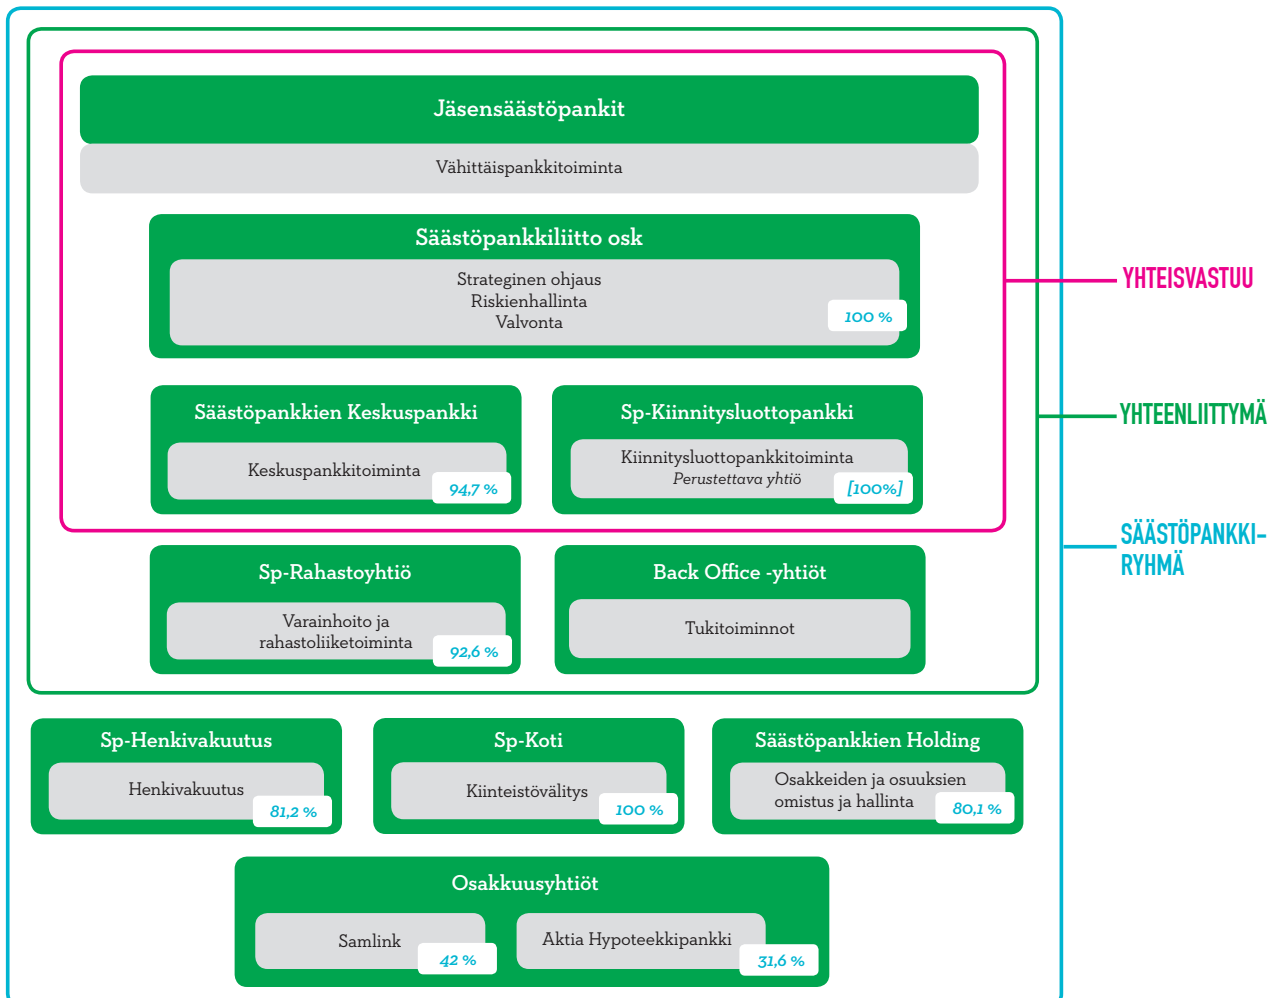 Jäsensäästöpankit
Vähittäispankkitoiminta
Säästöpankkiliitto osk
Strateginen ohjaus
Riskienhallinta
Valvonta
100 %
YHTEISVASTUU
Säästöpankkien Keskuspankki
Keskuspankkitoiminta
94,7 %
Sp-Kiinnitysluottopankki
Kiinnitysluottopankkitoiminta
Perustettava yhtiö
[100%]
YHTEENLIITTYMÄ
SÄÄSTÖPANKKI-
RYHMÄ
Sp-Rahastoyhtiö
Varainhoito ja
rahastoliiketoiminta
92,6 %
Back Office -yhtiöt
Tukitoiminnot
Sp-Henkivakuutus
Henkivakuutus
81,2 %
Sp-Koti
Kiinteistövälitys
100 %
Säästöpankkien Holding
Osakkeiden ja osuuksien
omistus ja hallinta
80,1 %
Osakkuusyhtiöt
Samlink
42 %
Aktia Hypoteekkipankki
31,6 %